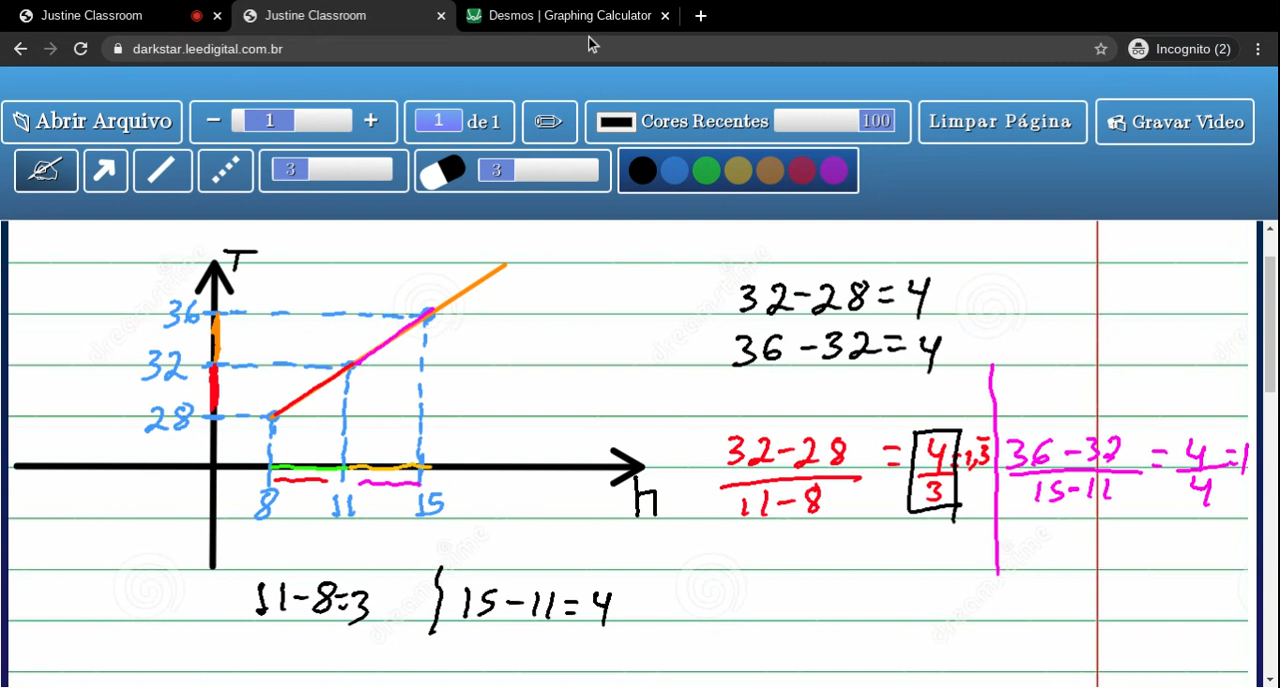 Justine Classroom
Justine Classroom
Desmos | Graphing Calculator
darkstar.leedigital.com.br
Incognito (2)
Abrir Arquivo
− 1 +
1 de 1
Cores Recentes 100
Limpar Página
Gravar Video
3
3
T
36
32
28
8 11 15
h
32-28=4
36-32=4
32-28/11-8 = 4/3 = 1,3̅
36-32/15-11 = 4/4 = 1
11-8=3
15-11=4
dreamstime